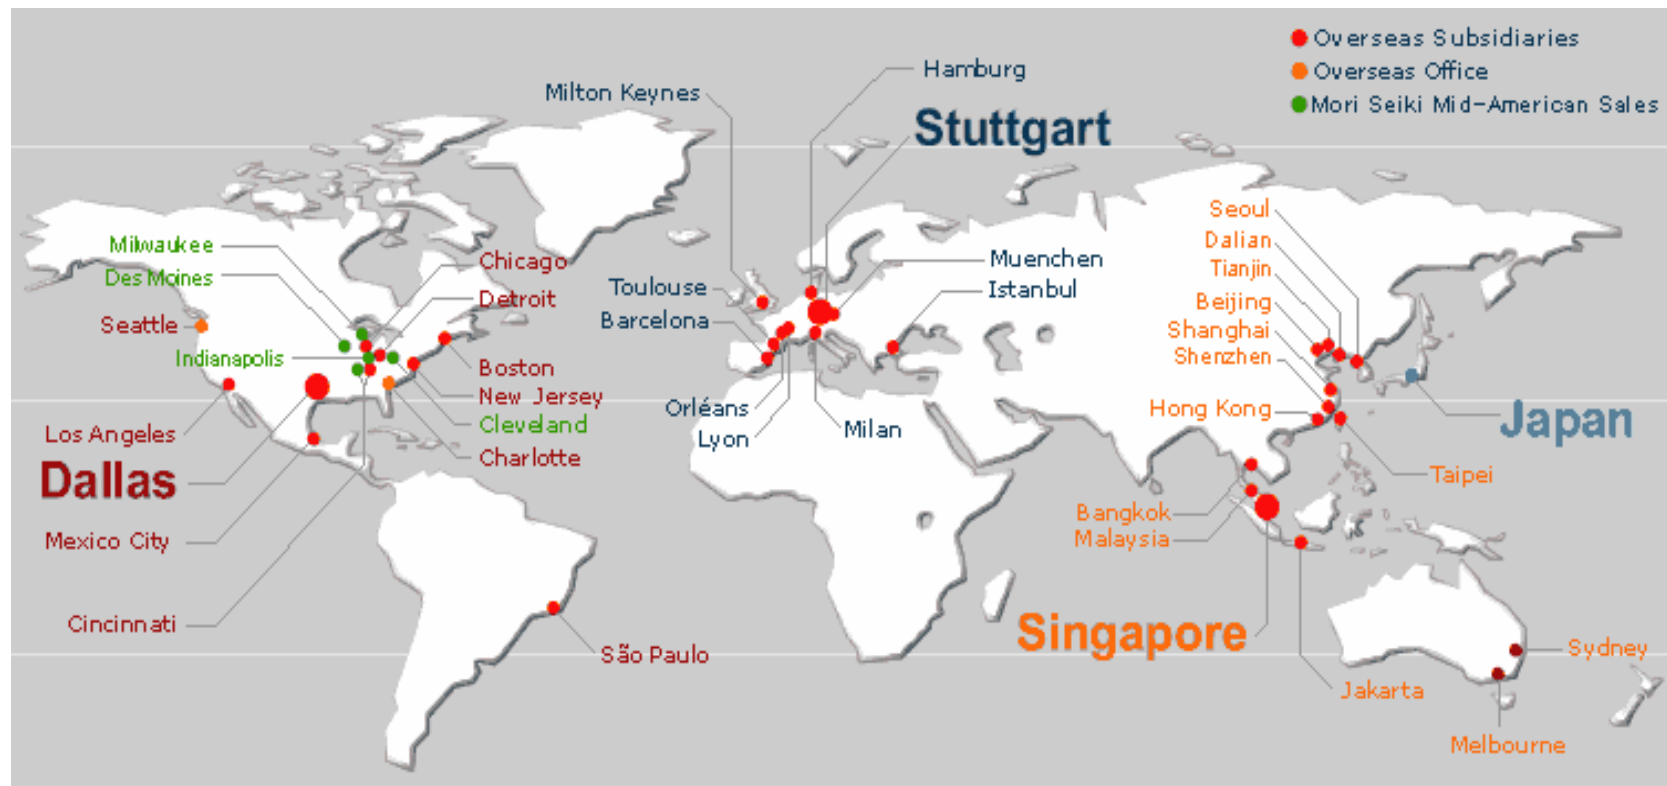 Overseas Subsidiaries
Overseas Office
Mori Seiki Mid-American Sales
Hamburg
Milton Keynes
Stuttgart
Seoul
Milwaukee
Dalian
Chicago
Muenchen
Tianjin
Des Moines
Toulouse
Istanbul
Detroit
Beijing
Seattle
Barcelona
Shanghai
Indianapolis
Shenzhen
Boston
New Jersey
Orléans
Hong Kong
Japan
Cleveland
Los Angeles
Lyon
Milan
Charlotte
Dallas
Taipei
Bangkok
Mexico City
Malaysia
Cincinnati
Singapore
São Paulo
Sydney
Jakarta
Melbourne